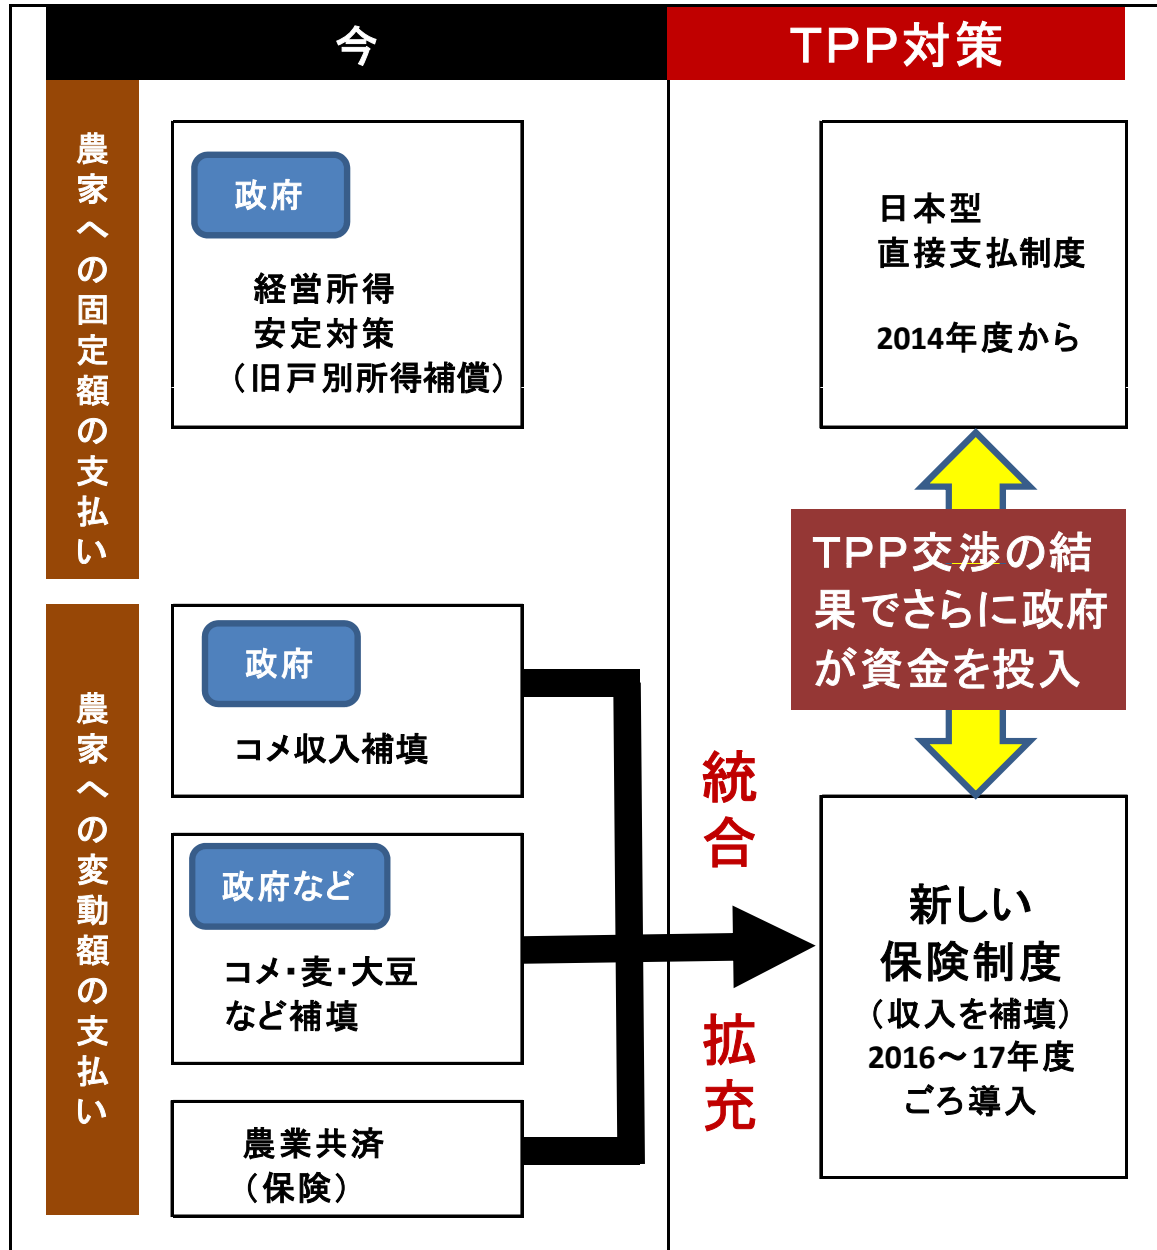 今
TPP対策
農家への固定額の支払い
政府
経営所得
安定対策
（旧戸別所得補償）
日本型
直接支払制度
2014年度から
TPP交渉の結
果でさらに政府
が資金を投入
農家への変動額の支払い
政府
コメ収入補填
政府など
コメ・麦・大豆
など補填
農業共済
（保険）
統合
拡充
新しい
保険制度
（収入を補填）
2016～17年度
ごろ導入